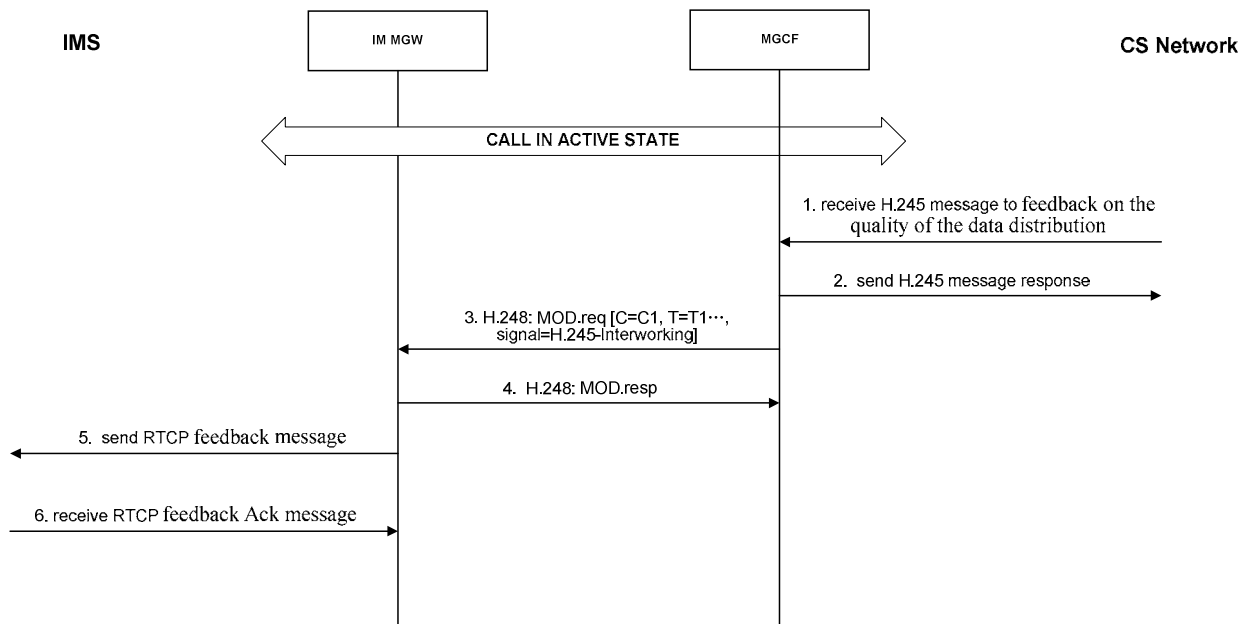 IMS
IM MGW
MGCF
CS Network
CALL IN ACTIVE STATE
1. receive H.245 message to feedback on the
quality of the data distribution
2. send H.245 message response
3. H.248: MOD.req [C=C1, T=T1···,
signal=H.245-Interworking]
4. H.248: MOD.resp
5. send RTCP feedback message
6. receive RTCP feedback Ack message